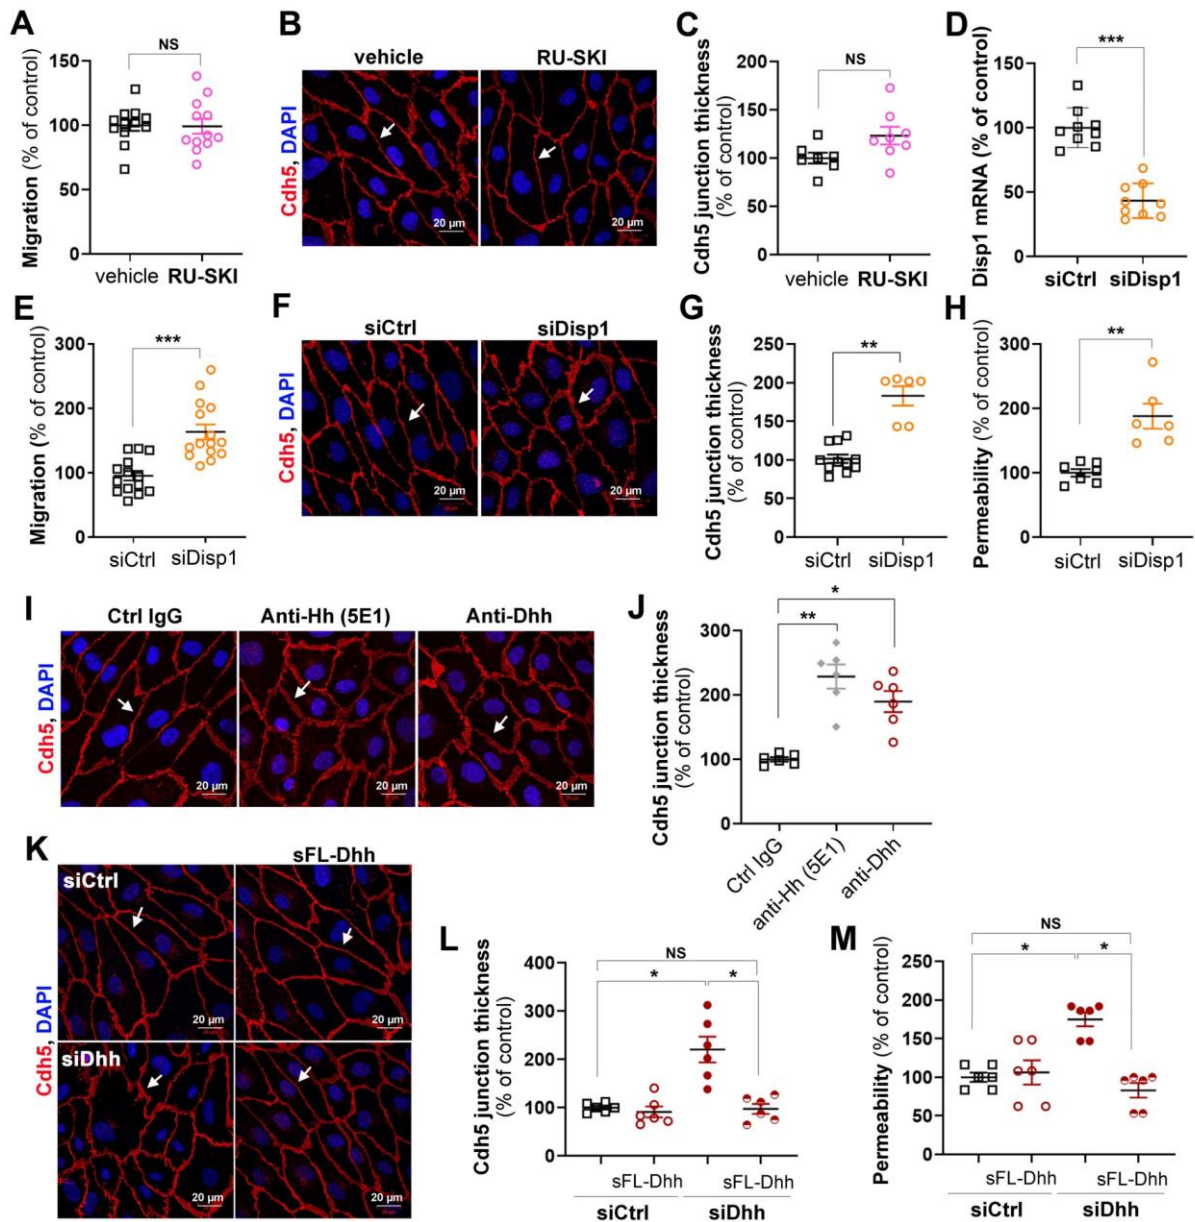 A
Migration (% of control)
150
100
50
0
NS
vehicle RU-SKI
B
vehicle RU-SKI
Cdh5, DAPI
20 µm
20 µm
C
Cdh5 junction thickness
(% of control)
200
150
100
50
0
NS
vehicle RU-SKI
D
Disp1 mRNA (% of control)
150
100
50
0
***
siCtrl siDisp1
E
Migration (% of control)
300
200
100
0
***
siCtrl siDisp1
F
siCtrl siDisp1
Cdh5, DAPI
20 µm
20 µm
G
Cdh5 junction thickness
(% of control)
250
200
150
100
50
0
**
siCtrl siDisp1
H
Permeability (% of control)
300
200
100
0
**
siCtrl siDisp1
I
Ctrl IgG Anti-Hh (5E1) Anti-Dhh
Cdh5, DAPI
20 µm
20 µm
20 µm
J
Cdh5 junction thickness
(% of control)
300
200
100
0
*
**
Ctrl IgG
anti-Hh (5E1)
anti-Dhh
K
sFL-Dhh
siCtrl
siDhh
Cdh5, DAPI
20 µm
20 µm
20 µm
20 µm
L
Cdh5 junction thickness
(% of control)
400
300
200
100
0
NS
* *
sFL-Dhh sFL-Dhh
siCtrl siDhh
M
Permeability (% of control)
250
200
150
100
50
0
NS
* *
sFL-Dhh sFL-Dhh
siCtrl siDhh